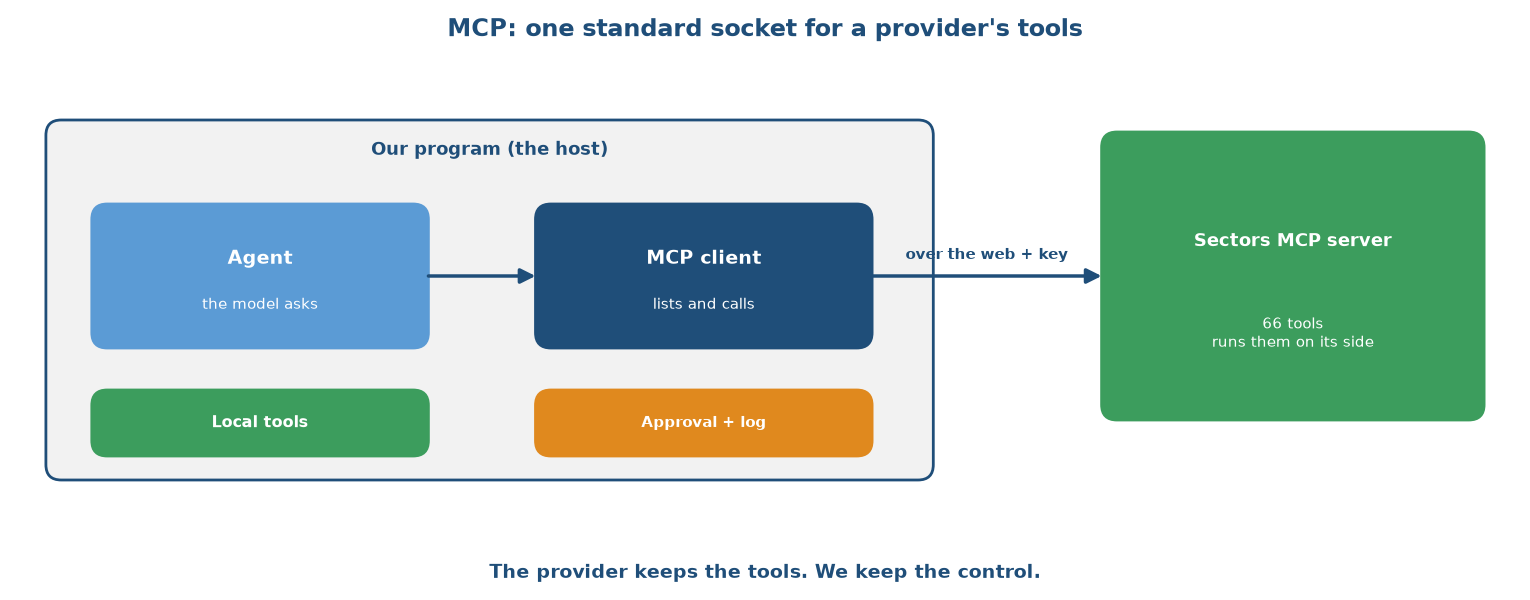 MCP: one standard socket for a provider's tools
Our program (the host)
Agent
the model asks
MCP client
lists and calls
over the web + key
Sectors MCP server
66 tools
runs them on its side
Local tools
Approval + log
The provider keeps the tools. We keep the control.